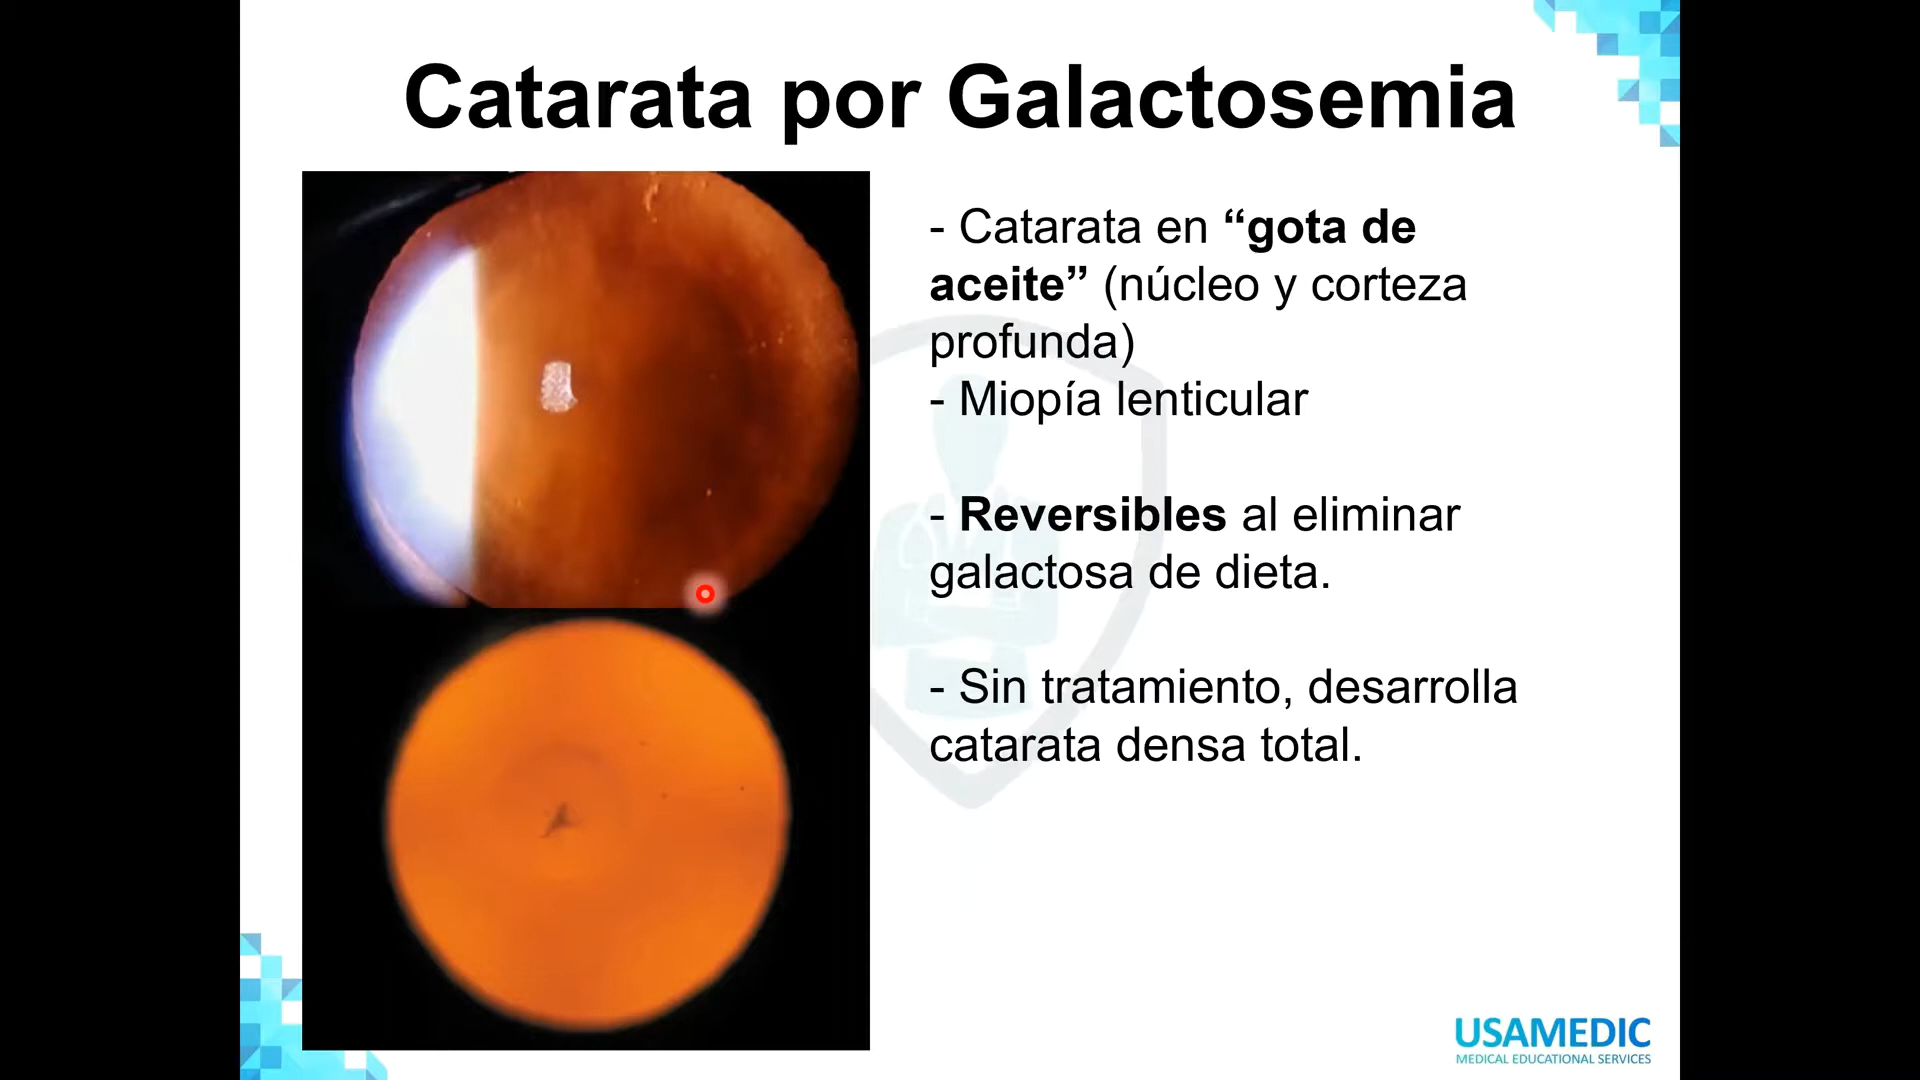 Catarata por Galactosemia
- Catarata en “gota de
aceite” (núcleo y corteza
profunda)
- Miopía lenticular
- Reversibles al eliminar
galactosa de dieta.
- Sin tratamiento, desarrolla
catarata densa total.
USAMEDIC
MEDICAL EDUCATIONAL SERVICES